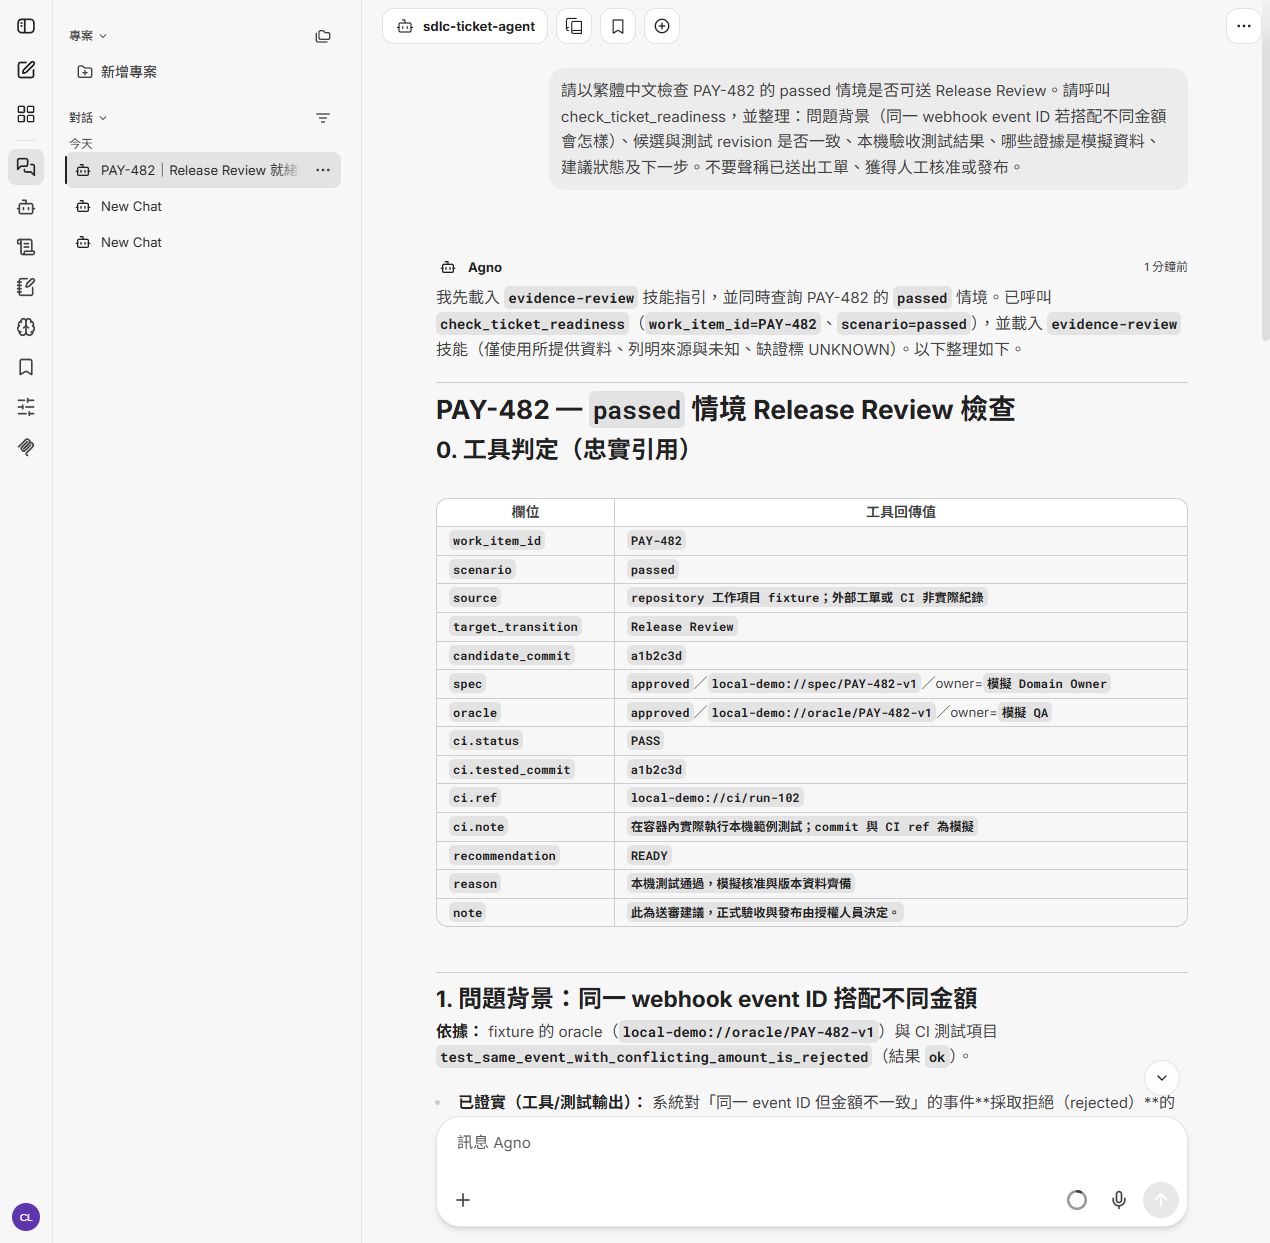 專案
新增專案
對話
今天
PAY-482｜Release Review 就緒
New Chat
New Chat
CL
sdlc-ticket-agent
請以繁體中文檢查 PAY-482 的 passed 情境是否可送 Release Review。請呼叫
check_ticket_readiness，並整理：問題背景（同一 webhook event ID 若搭配不同金額
會怎樣）、候選與測試 revision 是否一致、本機驗收測試結果、哪些證據是模擬資料、
建議狀態及下一步。不要聲稱已送出工單、獲得人工核准或發布。
Agno
1 分鐘前
我先載入 evidence-review 技能指引，並同時查詢 PAY-482 的 passed 情境。已呼叫
check_ticket_readiness（work_item_id=PAY-482、scenario=passed），並載入 evidence-review
技能（僅使用所提供資料、列明來源與未知、缺證標 UNKNOWN）。以下整理如下。
PAY-482 — passed 情境 Release Review 檢查
0. 工具判定（忠實引用）
欄位 工具回傳值
work_item_id PAY-482
scenario passed
source repository 工作項目 fixture；外部工單或 CI 非實際紀錄
target_transition Release Review
candidate_commit a1b2c3d
spec approved／local-demo://spec/PAY-482-v1／owner=模擬 Domain Owner
oracle approved／local-demo://oracle/PAY-482-v1／owner=模擬 QA
ci.status PASS
ci.tested_commit a1b2c3d
ci.ref local-demo://ci/run-102
ci.note 在容器內實際執行本機範例測試；commit 與 CI ref 為模擬
recommendation READY
reason 本機測試通過，模擬核准與版本資料齊備
note 此為送審建議，正式驗收與發布由授權人員決定。
1. 問題背景：同一 webhook event ID 搭配不同金額
依據： fixture 的 oracle（local-demo://oracle/PAY-482-v1）與 CI 測試項目
test_same_event_with_conflicting_amount_is_rejected（結果 ok）。
已證實（工具/測試輸出）： 系統對「同一 event ID 但金額不一致」的事件**採取拒絕（rejected）**的
訊息 Agno